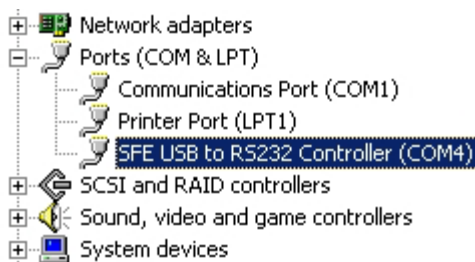 Network adapters
Ports (COM & LPT)
Communications Port (COM1)
Printer Port (LPT1)
SFE USB to RS232 Controller (COM4)
SCSI and RAID controllers
Sound, video and game controllers
System devices